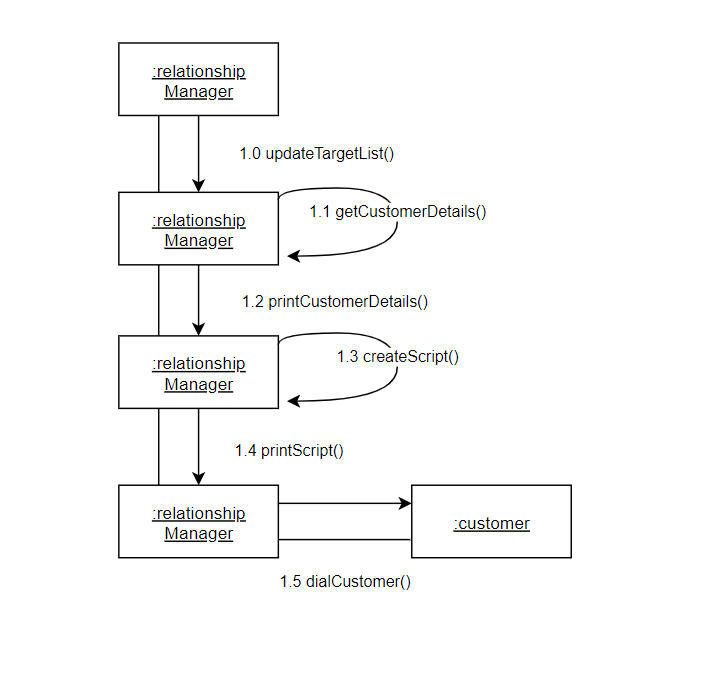 :relationship
Manager
1.0 updateTargetList()
:relationship
Manager
1.1 getCustomerDetails()
1.2 printCustomerDetails()
:relationship
Manager
1.3 createScript()
1.4 printScript()
:relationship
Manager
:customer
1.5 dialCustomer()